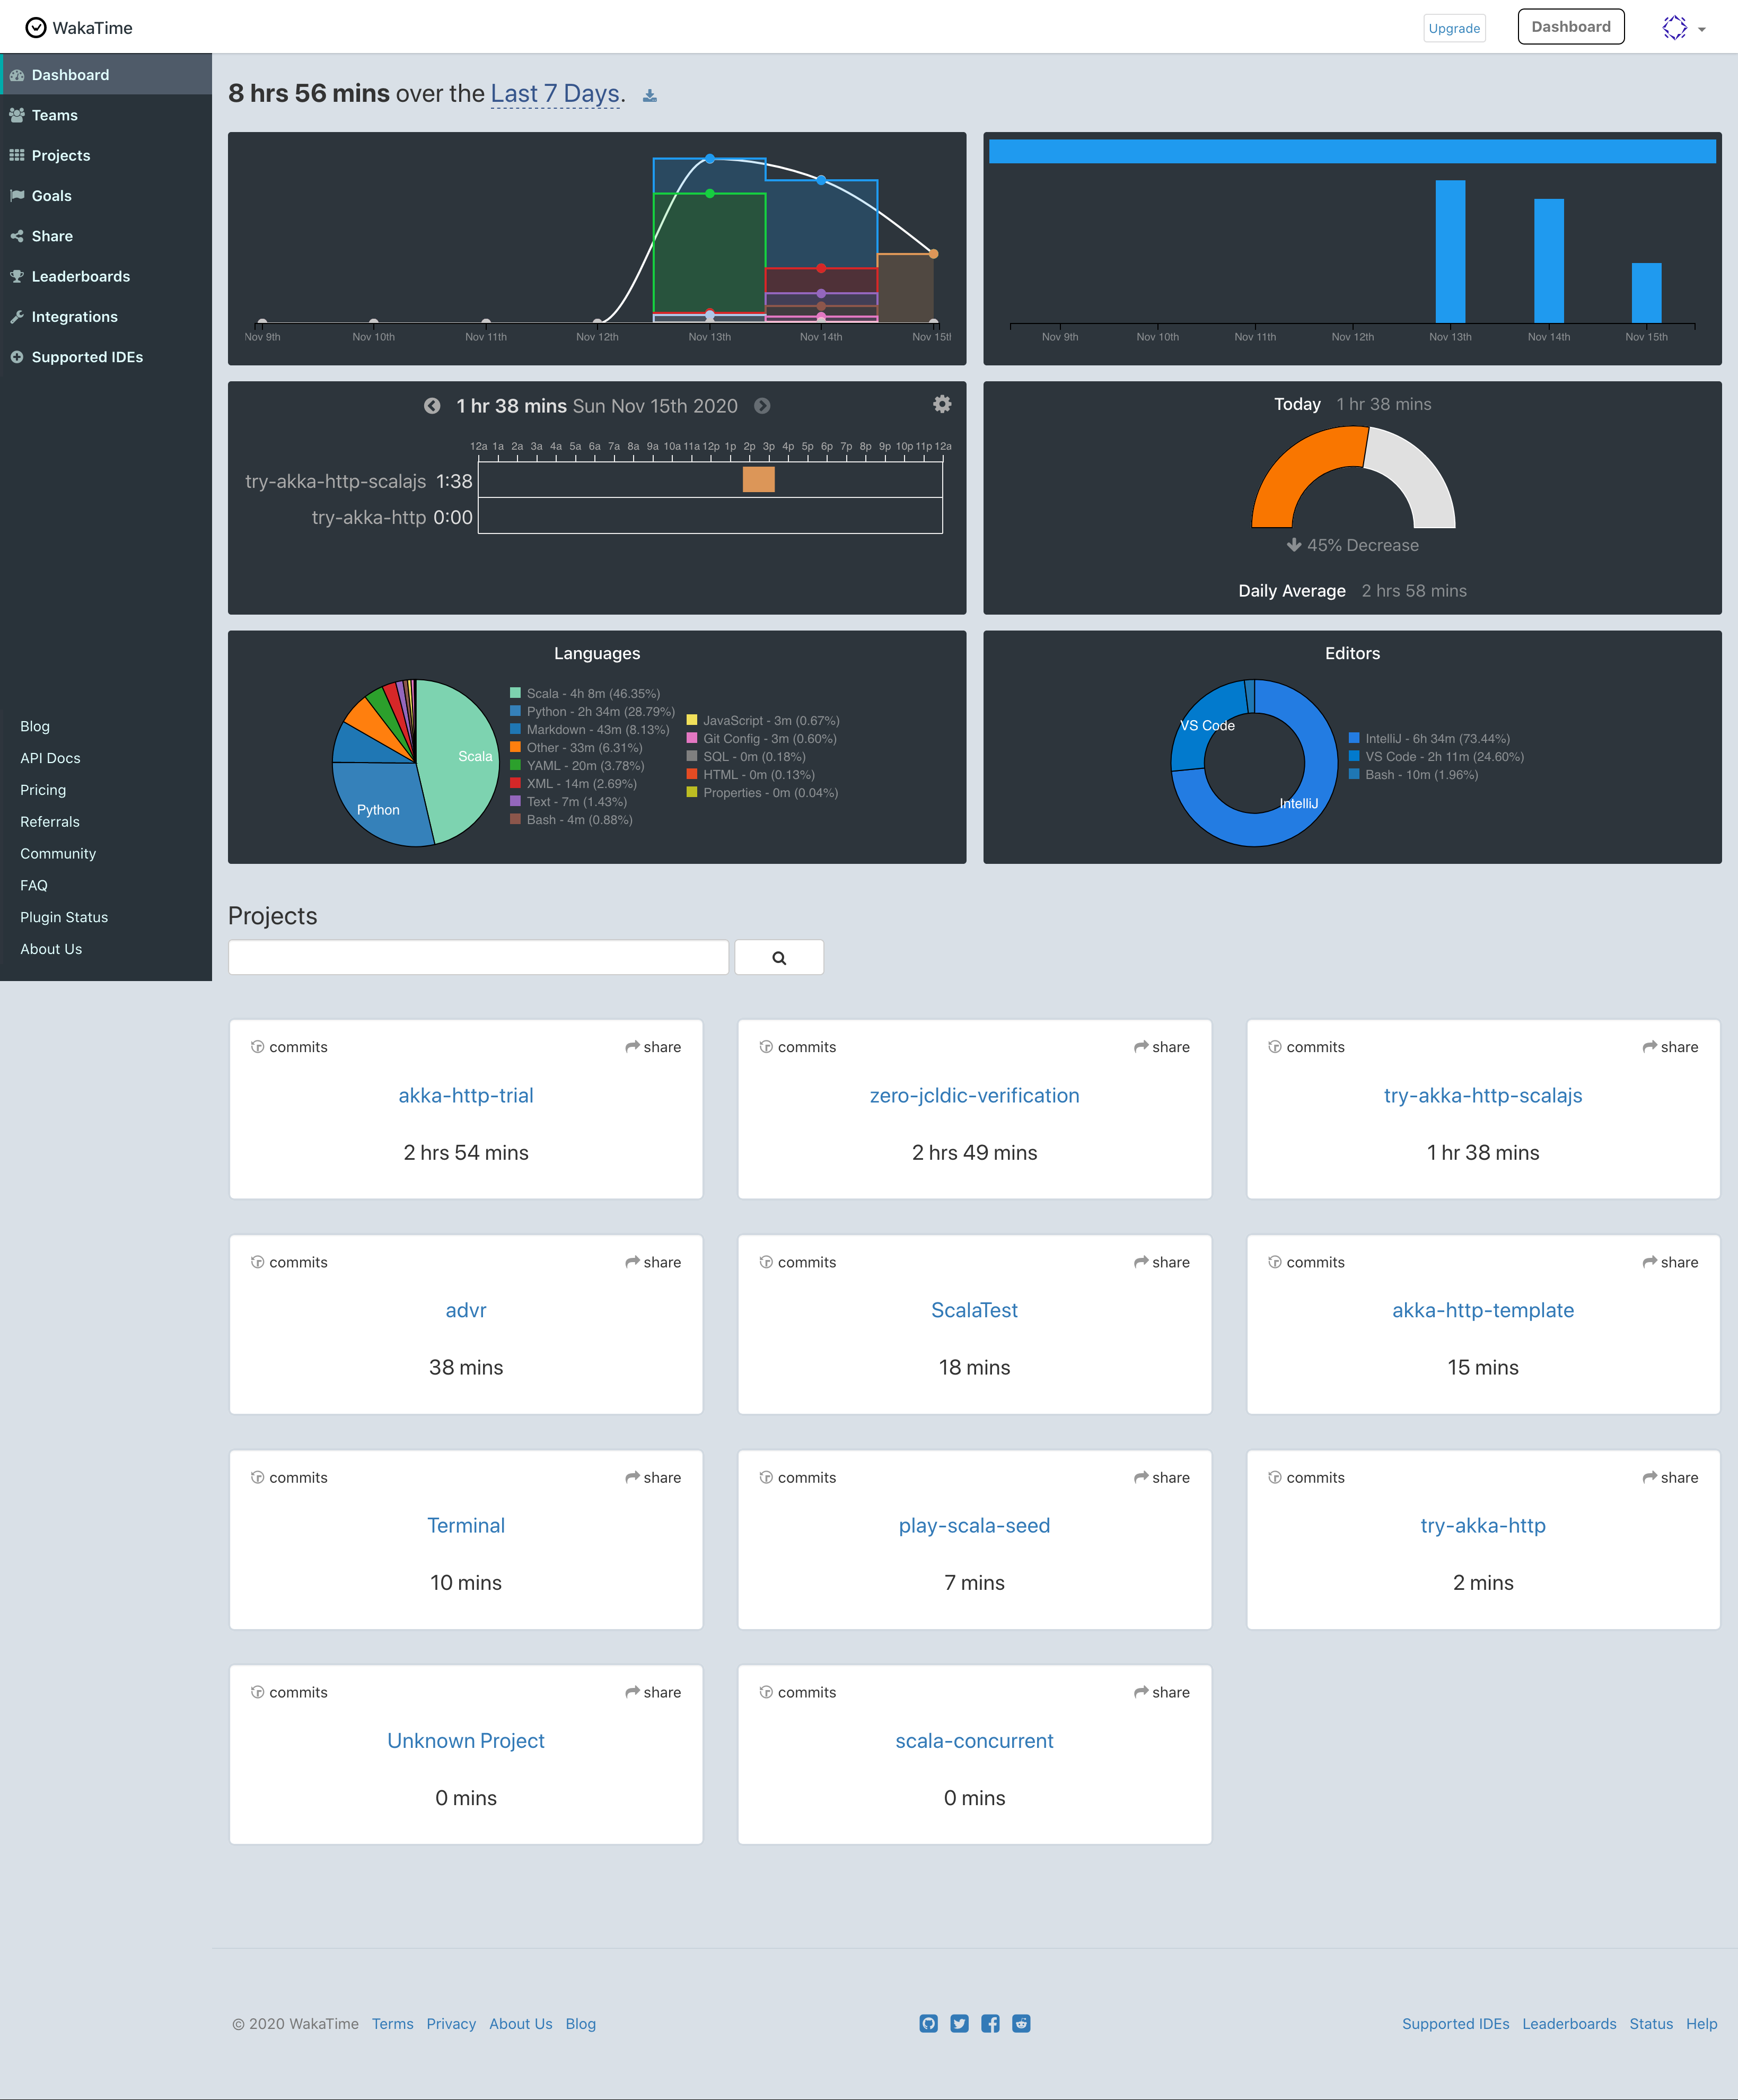 WakaTime
Upgrade
Dashboard
Dashboard
Teams
Projects
Goals
Share
Leaderboards
Integrations
Supported IDEs
Blog
API Docs
Pricing
Referrals
Community
FAQ
Plugin Status
About Us
8 hrs 56 mins over the Last 7 Days.
Nov 9th Nov 10th Nov 11th Nov 12th Nov 13th Nov 14th Nov 15t
Nov 9th Nov 10th Nov 11th Nov 12th Nov 13th Nov 14th Nov 15th
1 hr 38 mins Sun Nov 15th 2020
12a 1a 2a 3a 4a 5a 6a 7a 8a 9a 10a 11a 12p 1p 2p 3p 4p 5p 6p 7p 8p 9p 10p 11p 12a
try-akka-http-scalajs 1:38
try-akka-http 0:00
Today 1 hr 38 mins
45% Decrease
Daily Average 2 hrs 58 mins
Languages
Scala
Python
Scala - 4h 8m (46.35%)
Python - 2h 34m (28.79%)
Markdown - 43m (8.13%)
Other - 33m (6.31%)
YAML - 20m (3.78%)
XML - 14m (2.69%)
Text - 7m (1.43%)
Bash - 4m (0.88%)
JavaScript - 3m (0.67%)
Git Config - 3m (0.60%)
SQL - 0m (0.18%)
HTML - 0m (0.13%)
Properties - 0m (0.04%)
Editors
VS Code
IntelliJ
IntelliJ - 6h 34m (73.44%)
VS Code - 2h 11m (24.60%)
Bash - 10m (1.96%)
Projects
commits share
akka-http-trial
2 hrs 54 mins
commits share
zero-jcldic-verification
2 hrs 49 mins
commits share
try-akka-http-scalajs
1 hr 38 mins
commits share
advr
38 mins
commits share
ScalaTest
18 mins
commits share
akka-http-template
15 mins
commits share
Terminal
10 mins
commits share
play-scala-seed
7 mins
commits share
try-akka-http
2 mins
commits share
Unknown Project
0 mins
commits share
scala-concurrent
0 mins
© 2020 WakaTime Terms Privacy About Us Blog
Supported IDEs Leaderboards Status Help